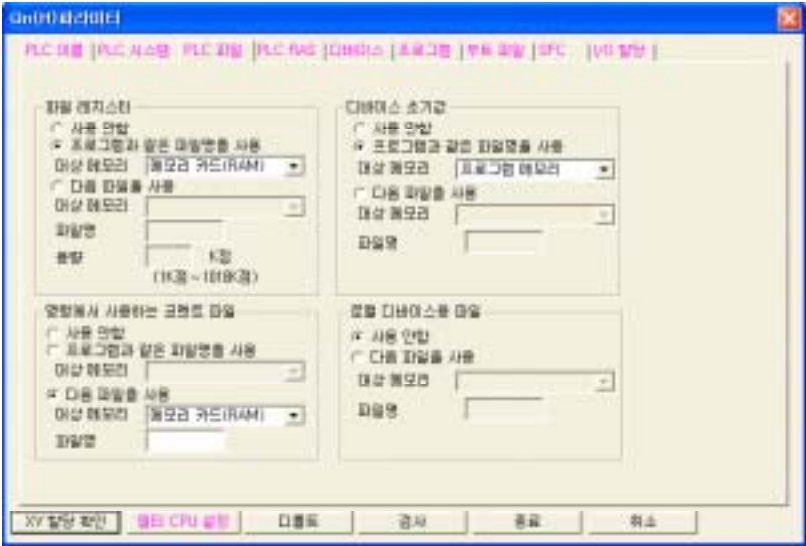 Qn(H)파라미터
PLC 이름 PLC 시스템 PLC 파일 PLC RAS 디바이스 프로그램 부트 파일 SFC I/O 할당
파일 레지스터
사용 안함
프로그램과 같은 파일명을 사용
대상 메모리 메모리 카드(RAM)
다음 파일을 사용
대상 메모리
파일명
용량 K점
(1K점~1018K점)
디바이스 초기값
사용 안함
프로그램과 같은 파일명을 사용
대상 메모리 프로그램 메모리
다음 파일을 사용
대상 메모리
파일명
명령에서 사용하는 코멘트 파일
사용 안함
프로그램과 같은 파일명을 사용
대상 메모리
다음 파일을 사용
대상 메모리 메모리 카드(RAM)
파일명
로컬 디바이스용 파일
사용 안함
다음 파일을 사용
대상 메모리
파일명
XY 할당 확인 멀티 CPU 설정 디폴트 검사 종료 취소